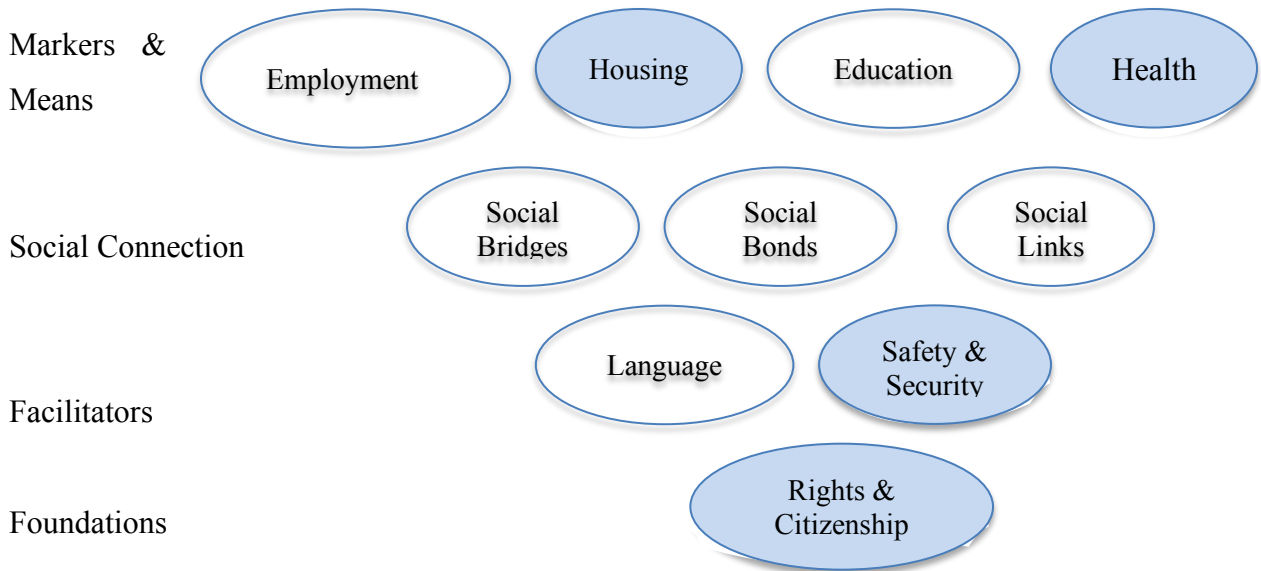 Markers &
Means
Employment
Housing
Education
Health
Social Connection
Social
Bridges
Social
Bonds
Social
Links
Facilitators
Language
Safety &
Security
Foundations
Rights &
Citizenship